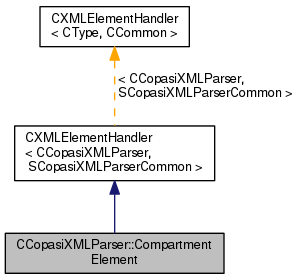 CXMLElementHandler
< CType, CCommon >
< CCopasiXMLParser,
SCopasiXMLParserCommon >
CXMLElementHandler
< CCopasiXMLParser,
SCopasiXMLParserCommon >
CCopasiXMLParser::Compartment
Element